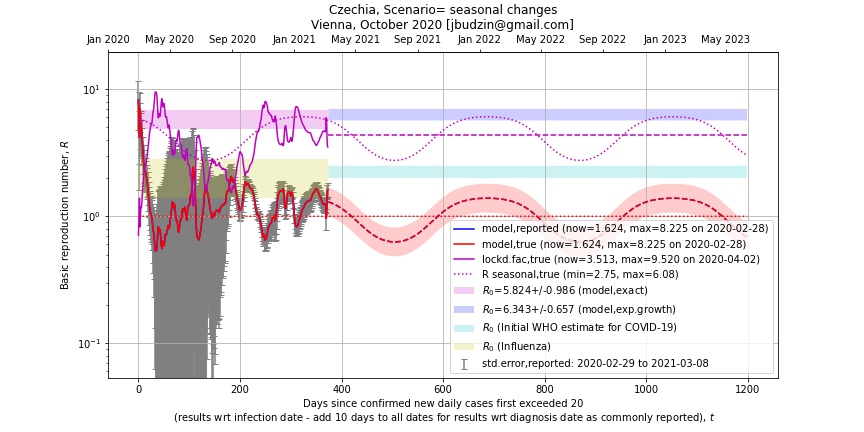 Czechia, Scenario= seasonal changes
Vienna, October 2020 [jbudzin@gmail.com]
Jan 2020 May 2020 Sep 2020 Jan 2021 May 2021 Sep 2021 Jan 2022 May 2022 Sep 2022 Jan 2023 May 2023
Basic reproduction number, R
10¹
10⁰
10⁻¹
model,reported (now=1.624, max=8.225 on 2020-02-28)
model,true (now=1.624, max=8.225 on 2020-02-28)
lockd.fac,true (now=3.513, max=9.520 on 2020-04-02)
R seasonal,true (min=2.75, max=6.08)
R₀=5.824+/-0.986 (model,exact)
R₀=6.343+/-0.657 (model,exp.growth)
R₀ (Initial WHO estimate for COVID-19)
R₀ (Influenza)
std.error,reported: 2020-02-29 to 2021-03-08
0 200 400 600 800 1000 1200
Days since confirmed new daily cases first exceeded 20
(results wrt infection date - add 10 days to all dates for results wrt diagnosis date as commonly reported), t